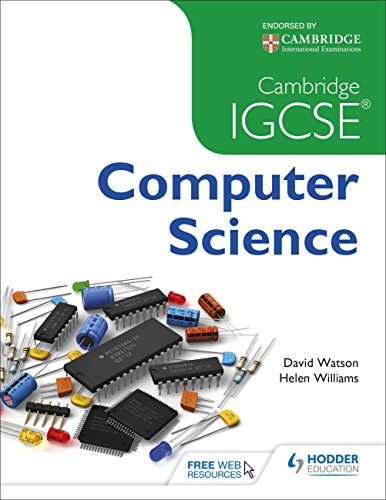 ENDORSED BY
CAMBRIDGE
International Examinations
Cambridge
IGCSE®
Computer
Science
David Watson
Helen Williams
FREE WEB
RESOURCES
HODDER
EDUCATION